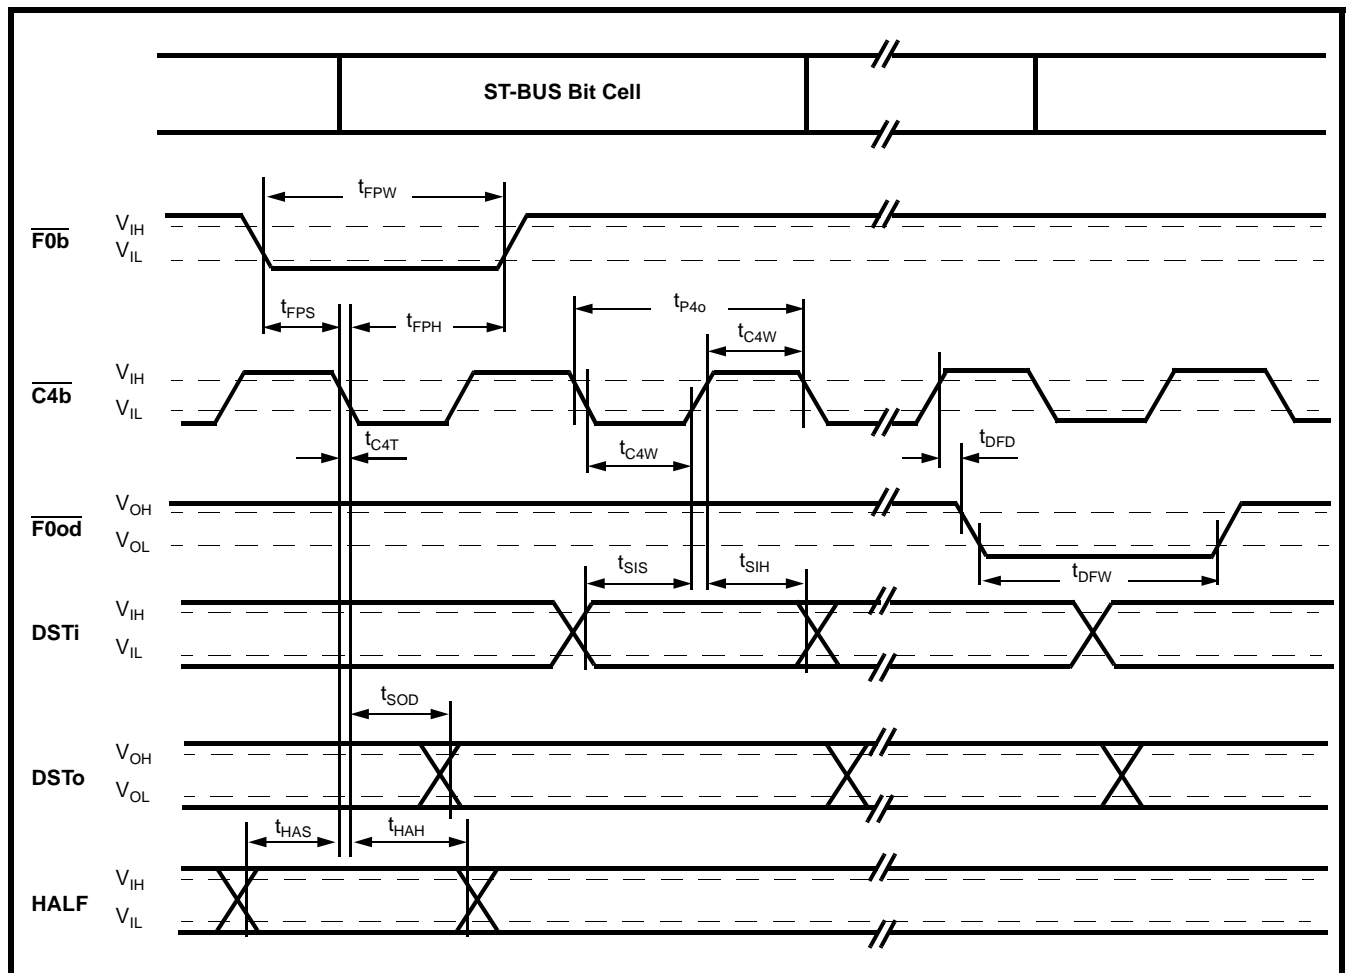 ST-BUS Bit Cell
tFPW
F0b
VIH
VIL
tFPS
tFPH
tP4o
tC4W
C4b
VIH
VIL
tC4T
tC4W
tDFD
F0od
VOH
VOL
tSIS
tSIH
tDFW
DSTi
VIH
VIL
tSOD
DSTo
VOH
VOL
tHAS
tHAH
HALF
VIH
VIL